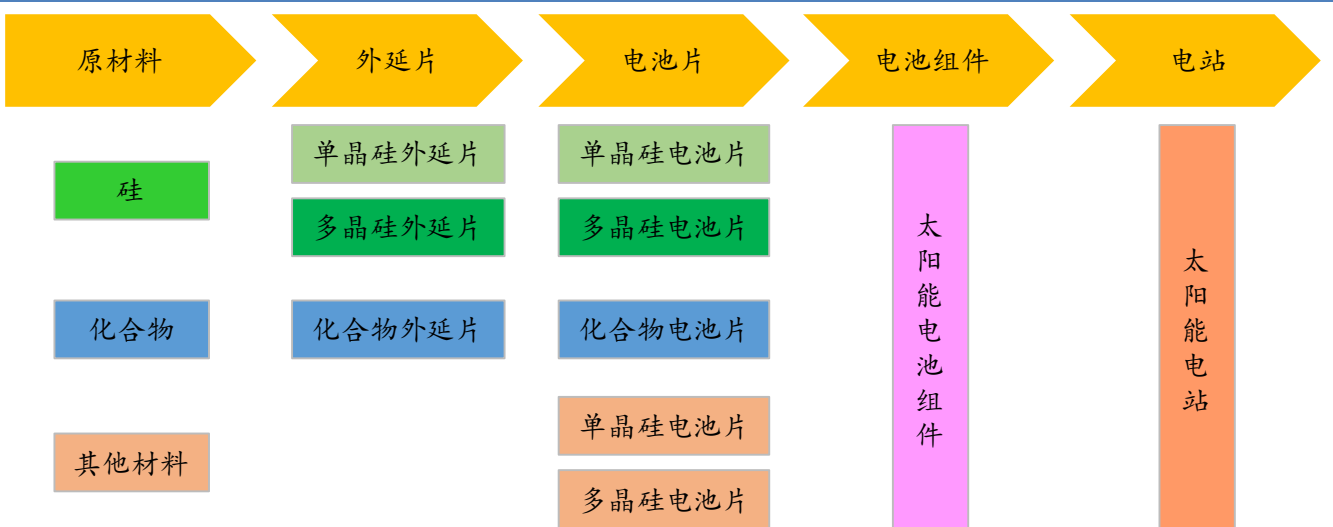 原材料
外延片
电池片
电池组件
电站
硅
单晶硅外延片
单晶硅电池片
多晶硅外延片
多晶硅电池片
化合物
化合物外延片
化合物电池片
其他材料
单晶硅电池片
多晶硅电池片
太阳能电池组件
太阳能电站